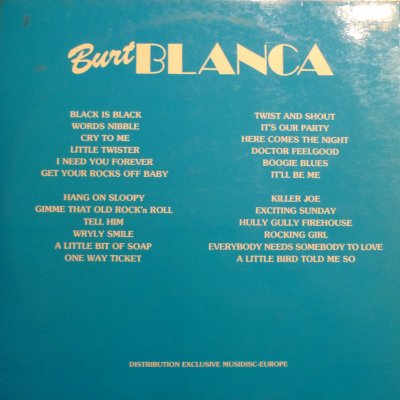 Burt BLANCA
BLACK IS BLACK
WORDS NIBBLE
CRY TO ME
LITTLE TWISTER
I NEED YOU FOREVER
GET YOUR ROCKS OFF BABY
HANG ON SLOOPY
GIMME THAT OLD ROCK'n ROLL
TELL HIM
WRYLY SMILE
A LITTLE BIT OF SOAP
ONE WAY TICKET
TWIST AND SHOUT
IT'S OUR PARTY
HERE COMES THE NIGHT
DOCTOR FEELGOOD
BOOGIE BLUES
IT'LL BE ME
KILLER JOE
EXCITING SUNDAY
HULLY GULLY FIREHOUSE
ROCKING GIRL
EVERYBODY NEEDS SOMEBODY TO LOVE
A LITTLE BIRD TOLD ME SO
DISTRIBUTION EXCLUSIVE MUSIDISC-EUROPE